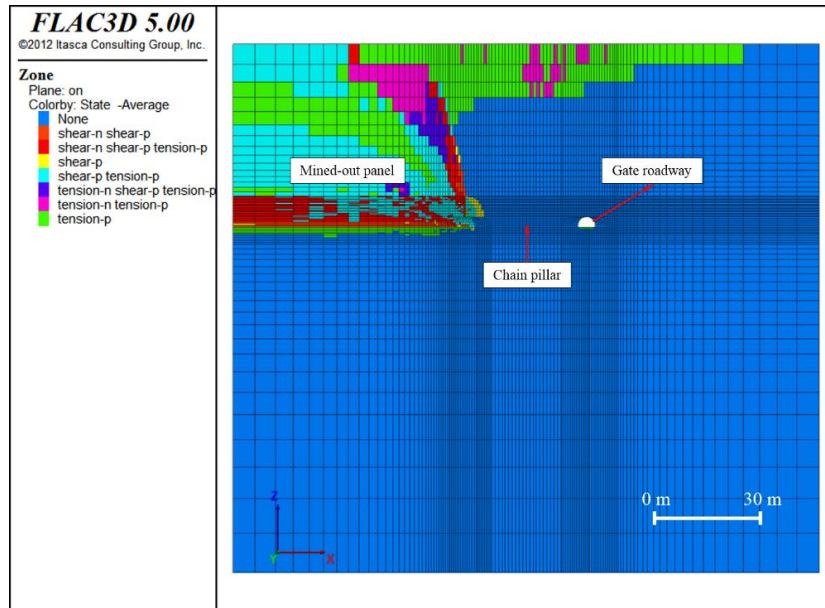 FLAC3D 5.00
©2012 Itasca Consulting Group, Inc.
Zone
Plane: on
Colorby: State -Average
None
shear-n shear-p
shear-n shear-p tension-p
shear-p
shear-p tension-p
tension-n shear-p tension-p
tension-n tension-p
tension-p
Mined-out panel
Gate roadway
Chain pillar
0 m 30 m
Z
Y X